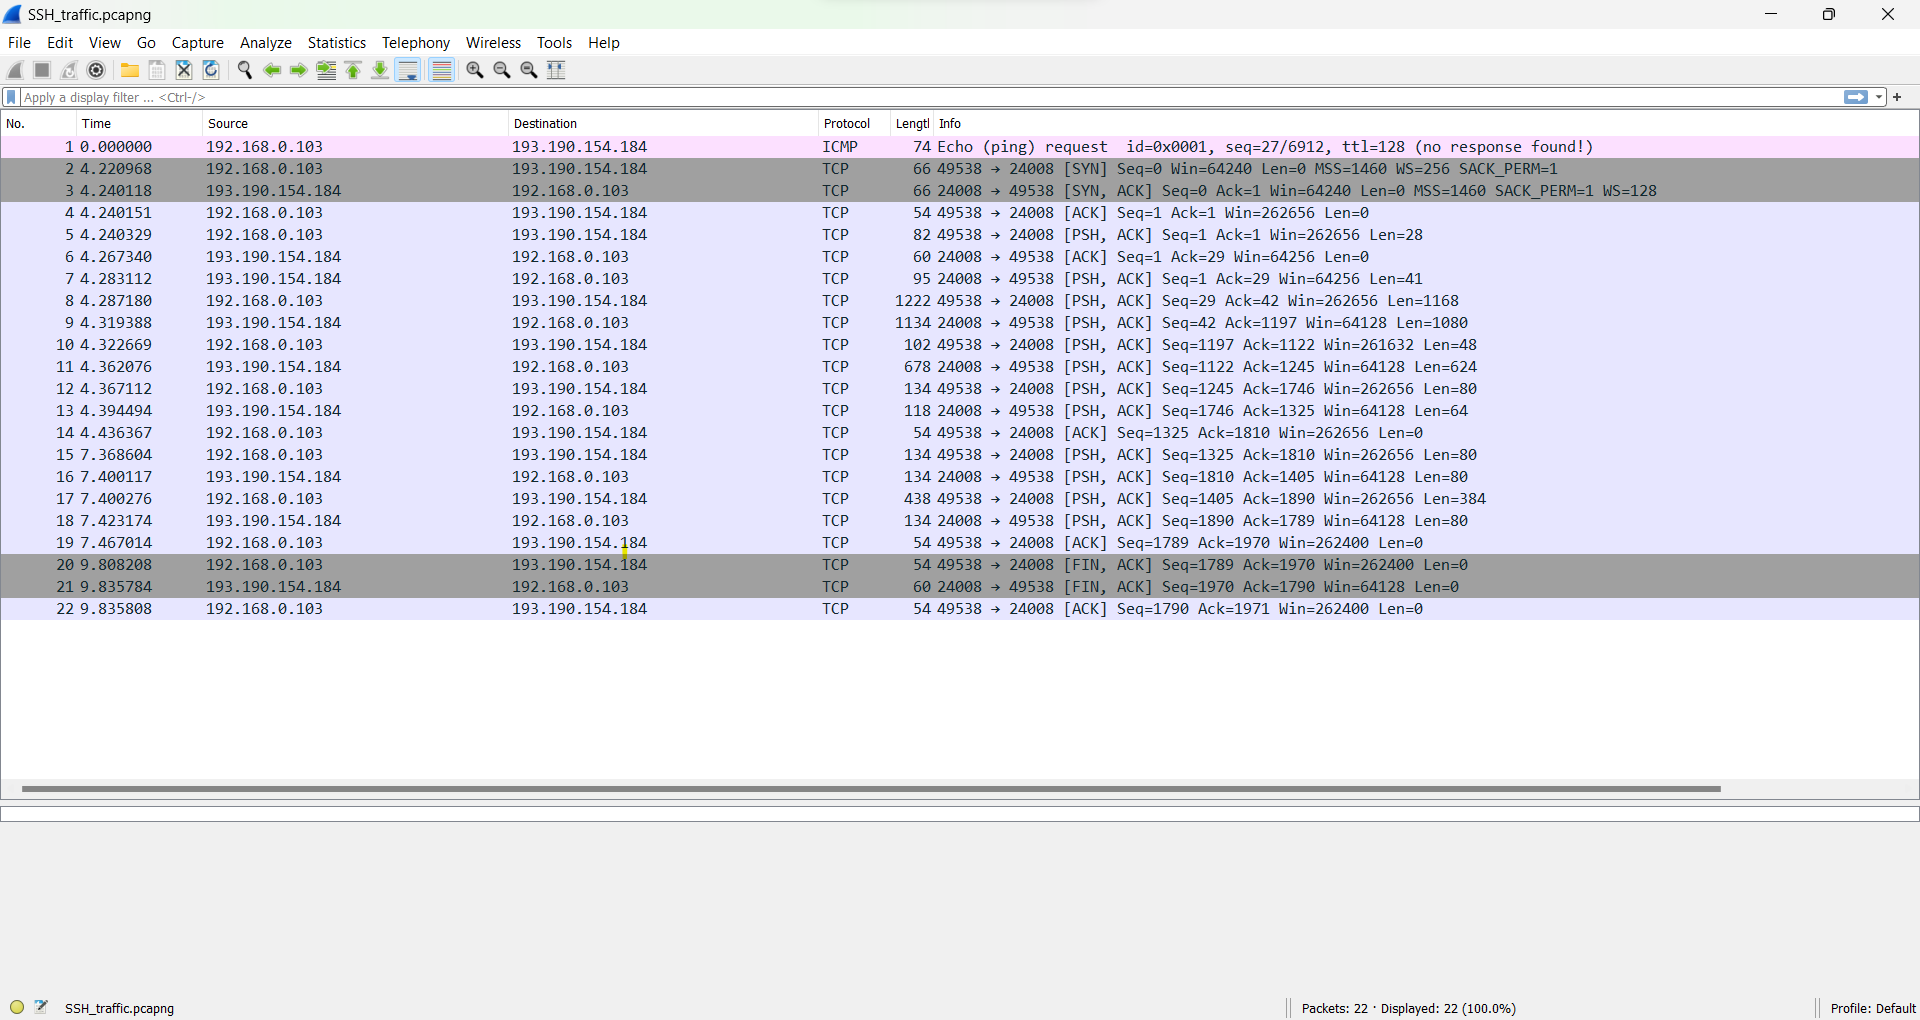 SSH_traffic.pcapng
File Edit View Go Capture Analyze Statistics Telephony Wireless Tools Help
Apply a display filter ... <Ctrl-/>
No. Time Source Destination Protocol Lengtl Info
1 0.000000 192.168.0.103 193.190.154.184 ICMP 74 Echo (ping) request id=0x0001, seq=27/6912, ttl=128 (no response found!)
2 4.220968 192.168.0.103 193.190.154.184 TCP 66 49538 → 24008 [SYN] Seq=0 Win=64240 Len=0 MSS=1460 WS=256 SACK_PERM=1
3 4.240118 193.190.154.184 192.168.0.103 TCP 66 24008 → 49538 [SYN, ACK] Seq=0 Ack=1 Win=64240 Len=0 MSS=1460 SACK_PERM=1 WS=128
4 4.240151 192.168.0.103 193.190.154.184 TCP 54 49538 → 24008 [ACK] Seq=1 Ack=1 Win=262656 Len=0
5 4.240329 192.168.0.103 193.190.154.184 TCP 82 49538 → 24008 [PSH, ACK] Seq=1 Ack=1 Win=262656 Len=28
6 4.267340 193.190.154.184 192.168.0.103 TCP 60 24008 → 49538 [ACK] Seq=1 Ack=29 Win=64256 Len=0
7 4.283112 193.190.154.184 192.168.0.103 TCP 95 24008 → 49538 [PSH, ACK] Seq=1 Ack=29 Win=64256 Len=41
8 4.287180 192.168.0.103 193.190.154.184 TCP 1222 49538 → 24008 [PSH, ACK] Seq=29 Ack=42 Win=262656 Len=1168
9 4.319388 193.190.154.184 192.168.0.103 TCP 1134 24008 → 49538 [PSH, ACK] Seq=42 Ack=1197 Win=64128 Len=1080
10 4.322669 192.168.0.103 193.190.154.184 TCP 102 49538 → 24008 [PSH, ACK] Seq=1197 Ack=1122 Win=261632 Len=48
11 4.362076 193.190.154.184 192.168.0.103 TCP 678 24008 → 49538 [PSH, ACK] Seq=1122 Ack=1245 Win=64128 Len=624
12 4.367112 192.168.0.103 193.190.154.184 TCP 134 49538 → 24008 [PSH, ACK] Seq=1245 Ack=1746 Win=262656 Len=80
13 4.394494 193.190.154.184 192.168.0.103 TCP 118 24008 → 49538 [PSH, ACK] Seq=1746 Ack=1325 Win=64128 Len=64
14 4.436367 192.168.0.103 193.190.154.184 TCP 54 49538 → 24008 [ACK] Seq=1325 Ack=1810 Win=262656 Len=0
15 7.368604 192.168.0.103 193.190.154.184 TCP 134 49538 → 24008 [PSH, ACK] Seq=1325 Ack=1810 Win=262656 Len=80
16 7.400117 193.190.154.184 192.168.0.103 TCP 134 24008 → 49538 [PSH, ACK] Seq=1810 Ack=1405 Win=64128 Len=80
17 7.400276 192.168.0.103 193.190.154.184 TCP 438 49538 → 24008 [PSH, ACK] Seq=1405 Ack=1890 Win=262656 Len=384
18 7.423174 193.190.154.184 192.168.0.103 TCP 134 24008 → 49538 [PSH, ACK] Seq=1890 Ack=1789 Win=64128 Len=80
19 7.467014 192.168.0.103 193.190.154.184 TCP 54 49538 → 24008 [ACK] Seq=1789 Ack=1970 Win=262400 Len=0
20 9.808208 192.168.0.103 193.190.154.184 TCP 54 49538 → 24008 [FIN, ACK] Seq=1789 Ack=1970 Win=262400 Len=0
21 9.835784 193.190.154.184 192.168.0.103 TCP 60 24008 → 49538 [FIN, ACK] Seq=1970 Ack=1790 Win=64128 Len=0
22 9.835808 192.168.0.103 193.190.154.184 TCP 54 49538 → 24008 [ACK] Seq=1790 Ack=1971 Win=262400 Len=0
SSH_traffic.pcapng Packets: 22 · Displayed: 22 (100.0%) Profile: Default